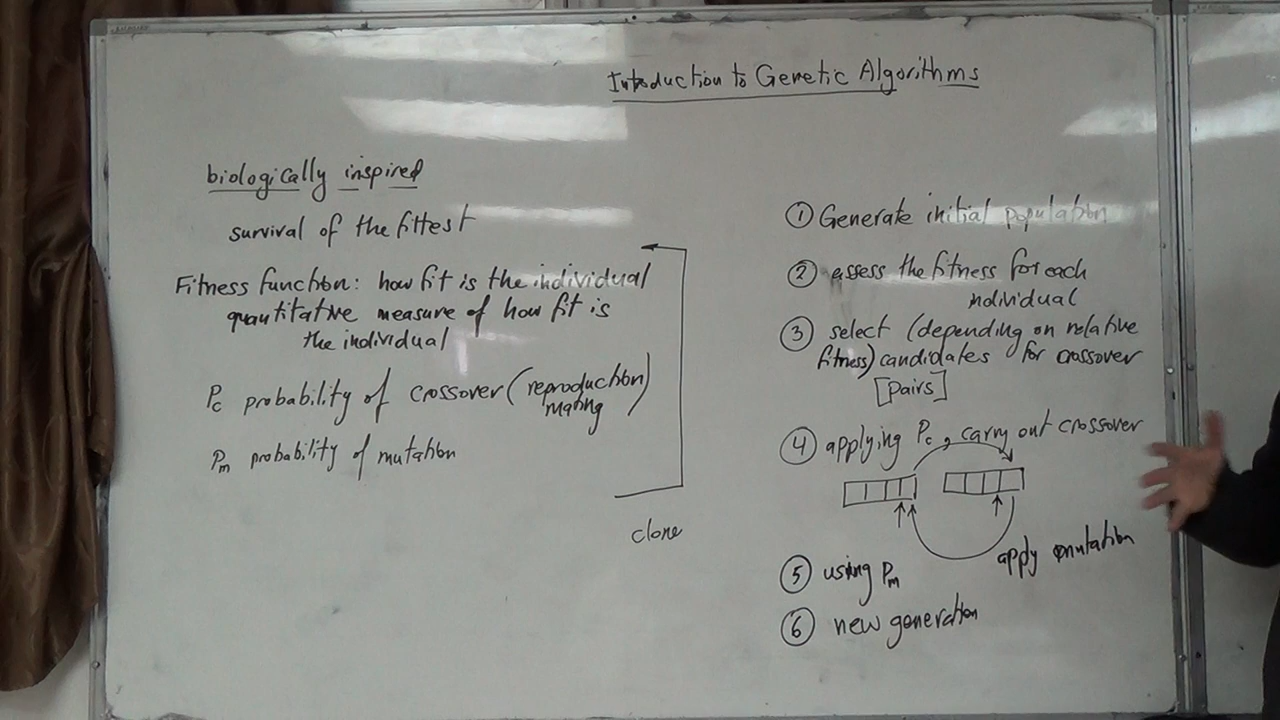 Introduction to Genetic Algorithms
biologically inspired
survival of the fittest
Fitness function: how fit is the individual
quantitative measure of how fit is
the individual
Pc probability of crossover (reproduction)
mating
Pm probability of mutation
clone
① Generate initial population
② assess the fitness for each
individual
③ select (depending on relative
fitness) candidates for crossover
[pairs]
④ applying Pc, carry out crossover
⑤ using Pm apply mutation
⑥ new generation